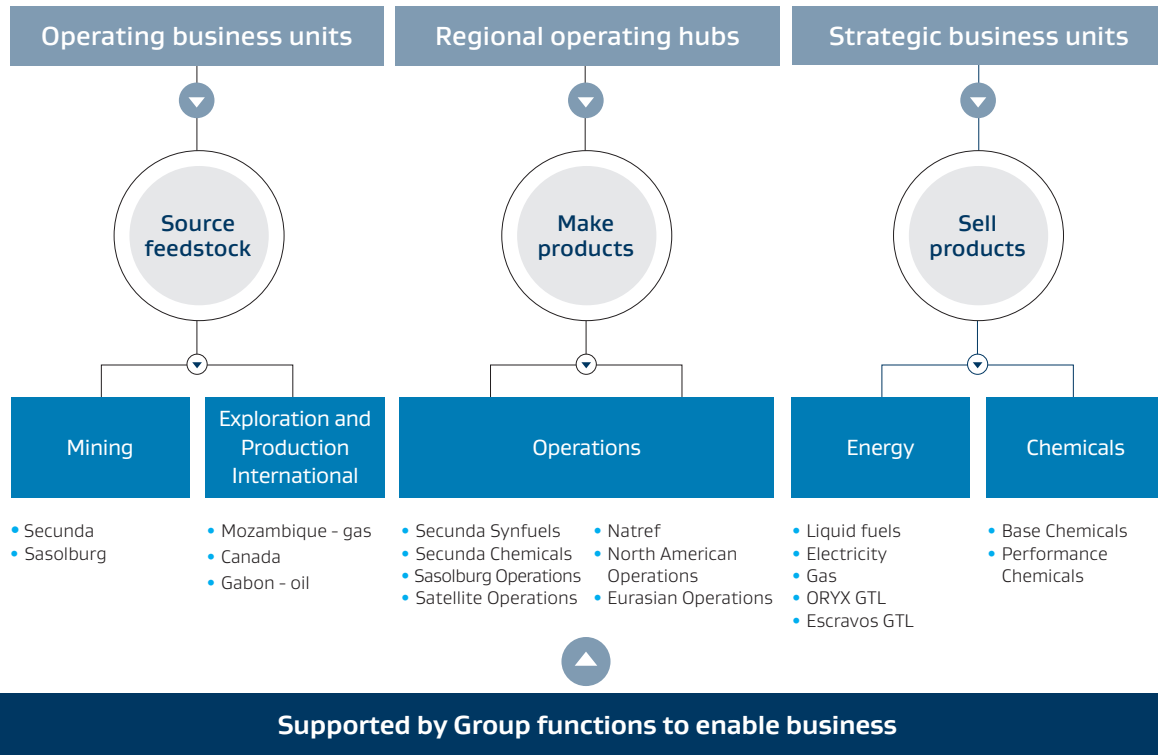 Operating business units
Regional operating hubs
Strategic business units
Source
feedstock
Make
products
Sell
products
Mining
Exploration and
Production
International
Operations
Energy
Chemicals
• Secunda
• Sasolburg
• Mozambique - gas
• Canada
• Gabon - oil
• Secunda Synfuels
• Secunda Chemicals
• Sasolburg Operations
• Satellite Operations
• Natref
• North American
Operations
• Eurasian Operations
• Liquid fuels
• Electricity
• Gas
• ORYX GTL
• Escravos GTL
• Base Chemicals
• Performance
Chemicals
Supported by Group functions to enable business